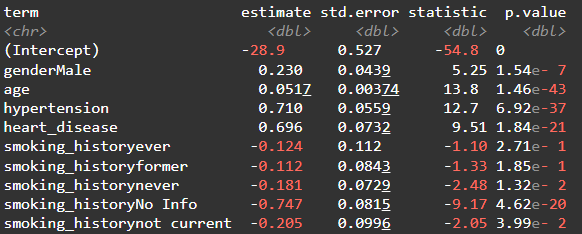 term estimate std.error statistic p.value
<chr> <dbl> <dbl> <dbl> <dbl>
(Intercept) -28.9 0.527 -54.8 0
genderMale 0.230 0.0439 5.25 1.54e- 7
age 0.0517 0.00374 13.8 1.46e-43
hypertension 0.710 0.0559 12.7 6.92e-37
heart_disease 0.696 0.0732 9.51 1.84e-21
smoking_historyever -0.124 0.112 -1.10 2.71e- 1
smoking_historyformer -0.112 0.0843 -1.33 1.85e- 1
smoking_historynever -0.181 0.0729 -2.48 1.32e- 2
smoking_historyNo Info -0.747 0.0815 -9.17 4.62e-20
smoking_historynot current -0.205 0.0996 -2.05 3.99e- 2